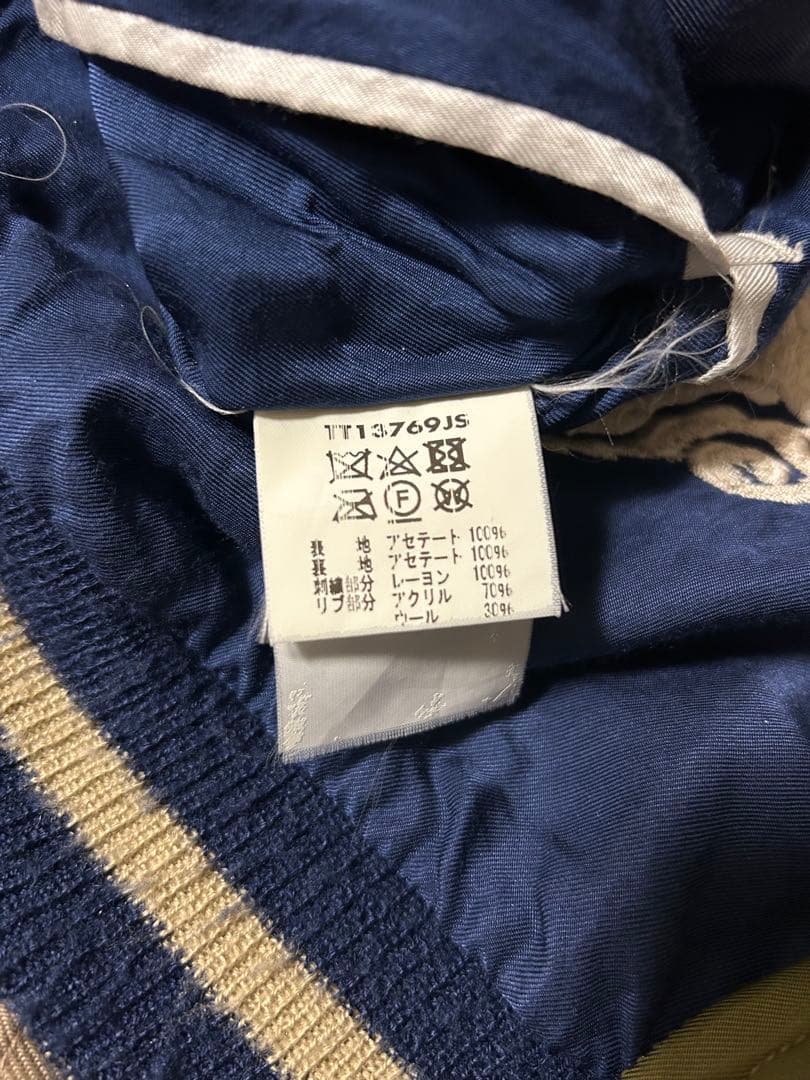 TT13769JS
F
W
表 地 アセテート 100%
裏 地 アセテート 100%
刺繍部分 レーヨン 100%
リブ部分 アクリル 70%
ウール 30%